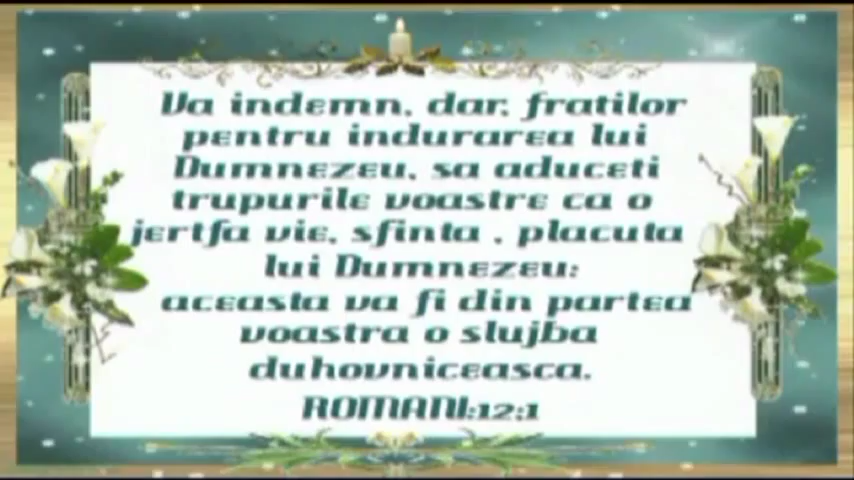 Va indemn, dar, fratilor
pentru indurarea lui
Dumnezeu, sa aduceti
trupurile voastre ca o
jertfa vie, sfinta , placuta
lui Dumnezeu:
aceasta va fi din partea
voastra o slujba
duhovniceasca.
ROMANI:12:1